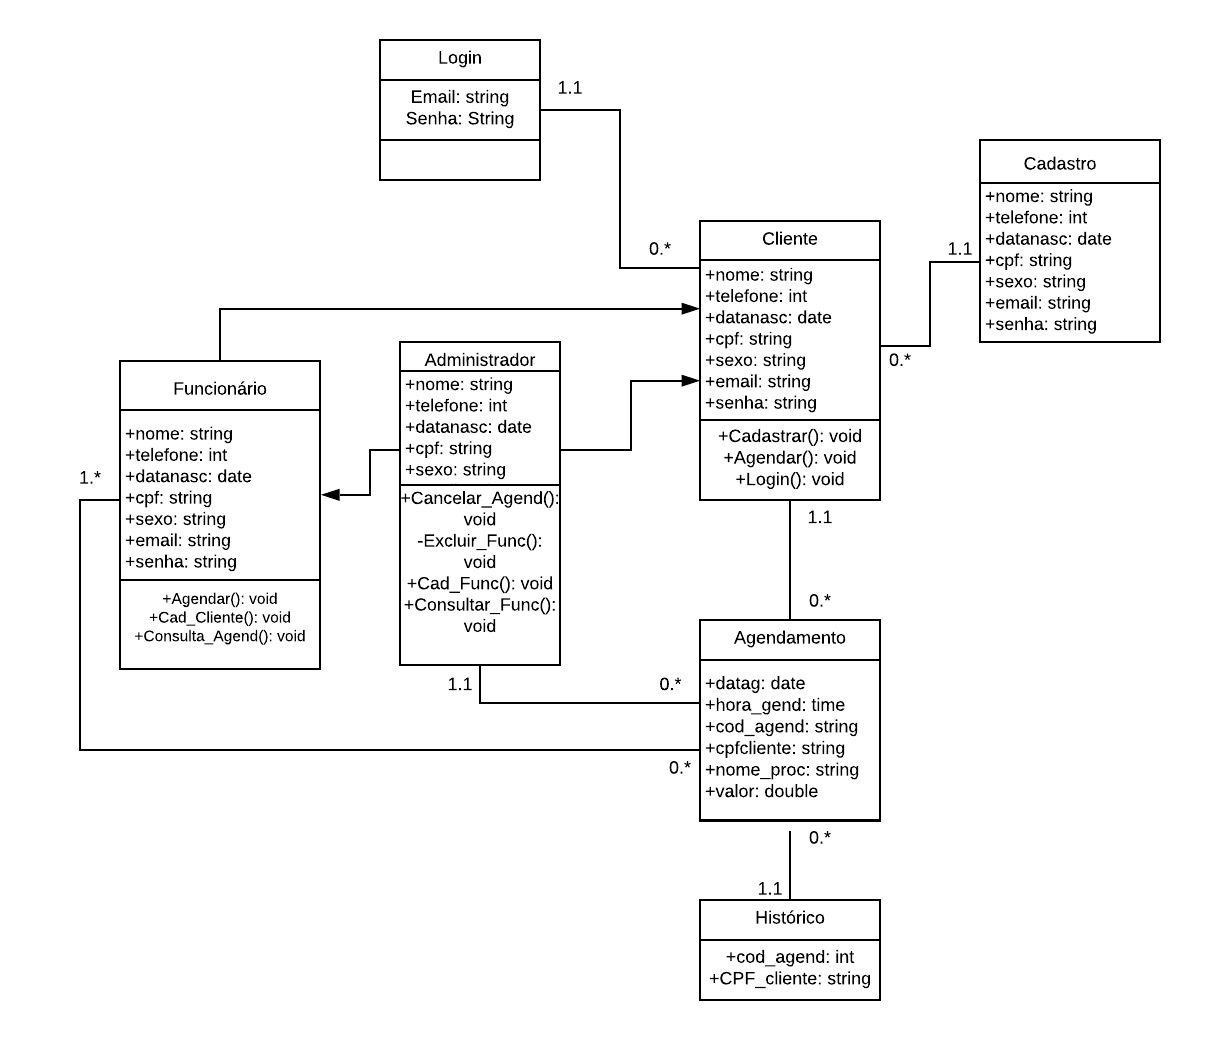 Login
Email: string
Senha: String
1.1
0.*
Cadastro
+nome: string
+telefone: int
+datanasc: date
+cpf: string
+sexo: string
+email: string
+senha: string
1.1
0.*
Cliente
+nome: string
+telefone: int
+datanasc: date
+cpf: string
+sexo: string
+email: string
+senha: string
+Cadastrar(): void
+Agendar(): void
+Login(): void
1.1
0.*
Administrador
+nome: string
+telefone: int
+datanasc: date
+cpf: string
+sexo: string
+Cancelar_Agend():
void
-Excluir_Func():
void
+Cad_Func(): void
+Consultar_Func():
void
1.1
0.*
Funcionário
+nome: string
+telefone: int
+datanasc: date
+cpf: string
+sexo: string
+email: string
+senha: string
+Agendar(): void
+Cad_Cliente(): void
+Consulta_Agend(): void
1.*
0.*
Agendamento
+datag: date
+hora_gend: time
+cod_agend: string
+cpfcliente: string
+nome_proc: string
+valor: double
0.*
1.1
Histórico
+cod_agend: int
+CPF_cliente: string